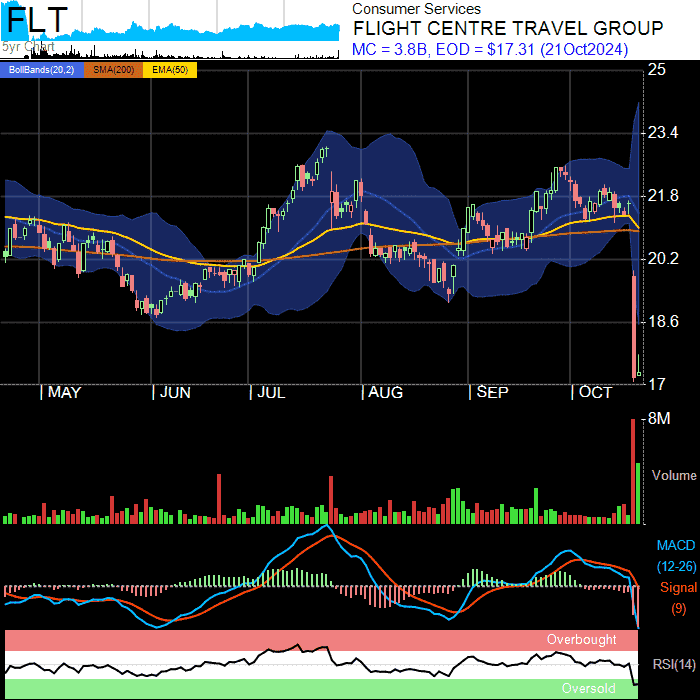 FLT
5yr Chart
Consumer Services
FLIGHT CENTRE TRAVEL GROUP
MC = 3.8B, EOD = $17.31 (21Oct2024)
BollBands(20,2) SMA(200) EMA(50)
25
23.4
21.8
20.2
18.6
17
MAY JUN JUL AUG SEP OCT
8M
Volume
MACD
(12-26)
Signal
(9)
Overbought
RSI(14)
Oversold